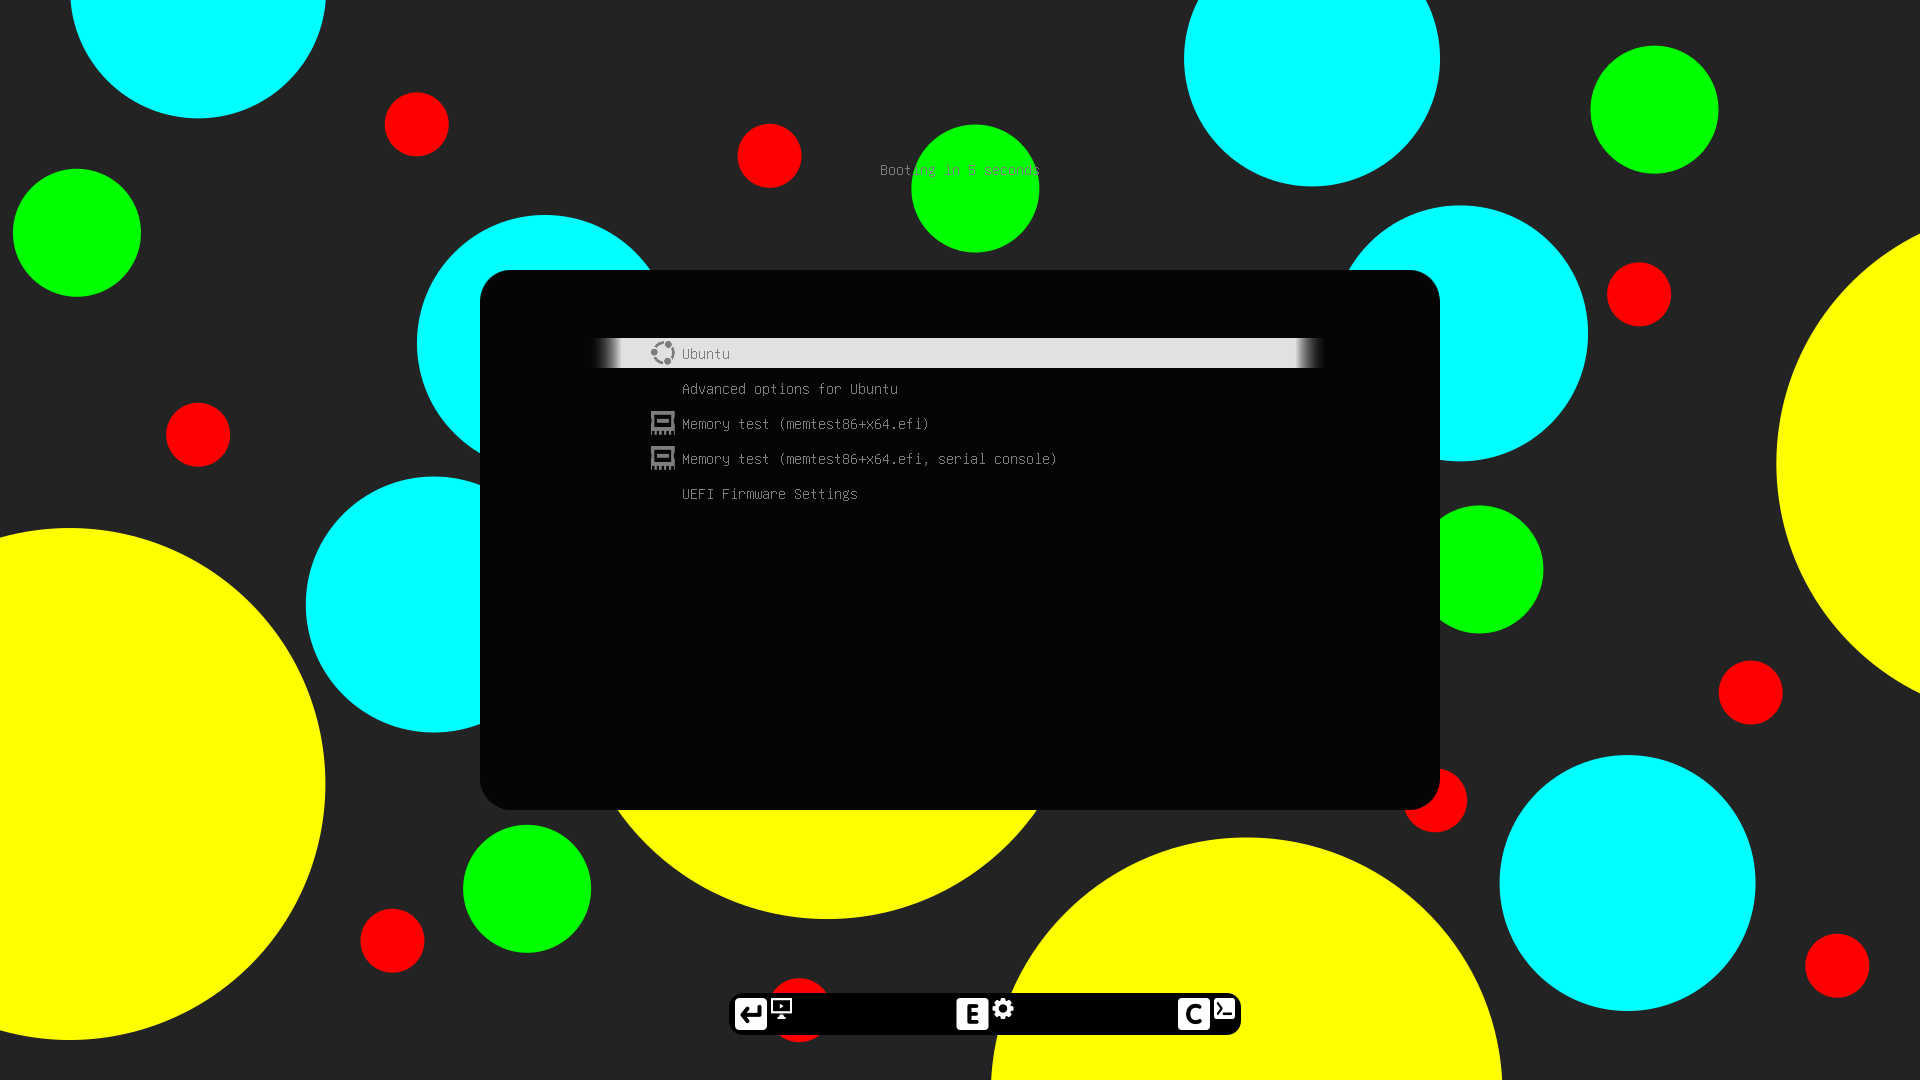 Booting in 5 seconds
Ubuntu
Advanced options for Ubuntu
Memory test (memtest86+x64.efi)
Memory test (memtest86+x64.efi, serial console)
UEFI Firmware Settings
E C